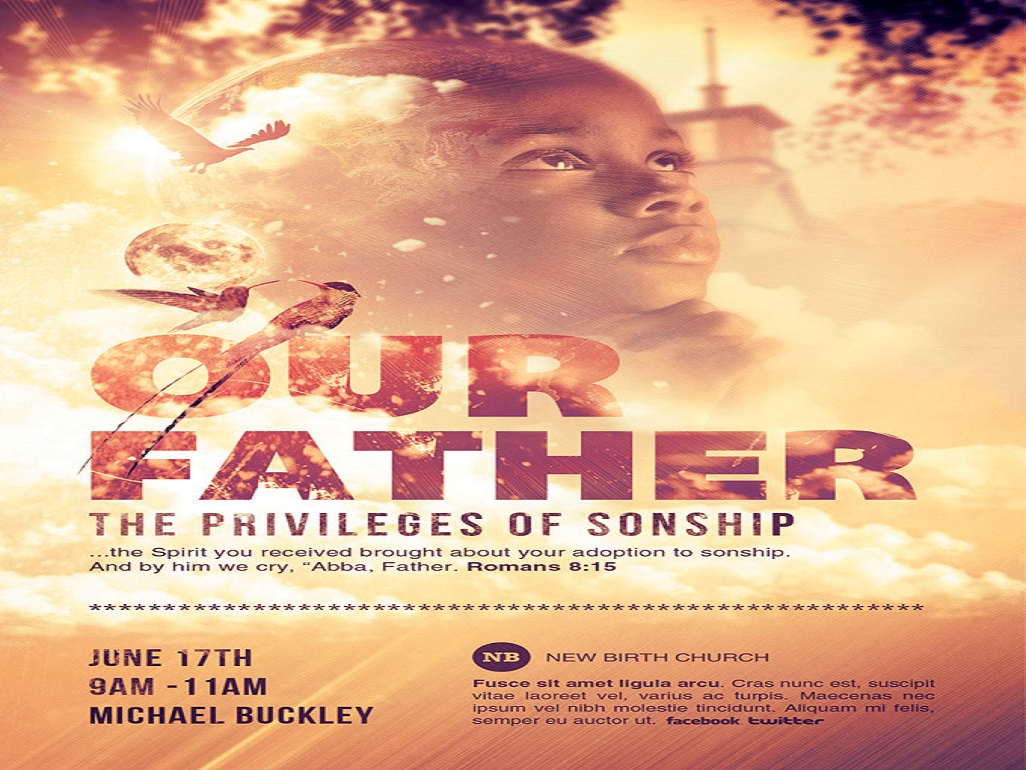 OUR
FATHER
THE PRIVILEGES OF SONSHIP
...the Spirit you received brought about your adoption to sonship.
And by him we cry, “Abba, Father. Romans 8:15
*********************************************************
JUNE 17TH
9AM -11AM
MICHAEL BUCKLEY
NB NEW BIRTH CHURCH
Fusce sit amet ligula arcu. Cras nunc est, suscipit
vitae laoreet vel, varius ac turpis. Maecenas nec
ipsum vel nibh molestie tincidunt. Aliquam mi felis,
semper eu auctor ut. facebook twitter